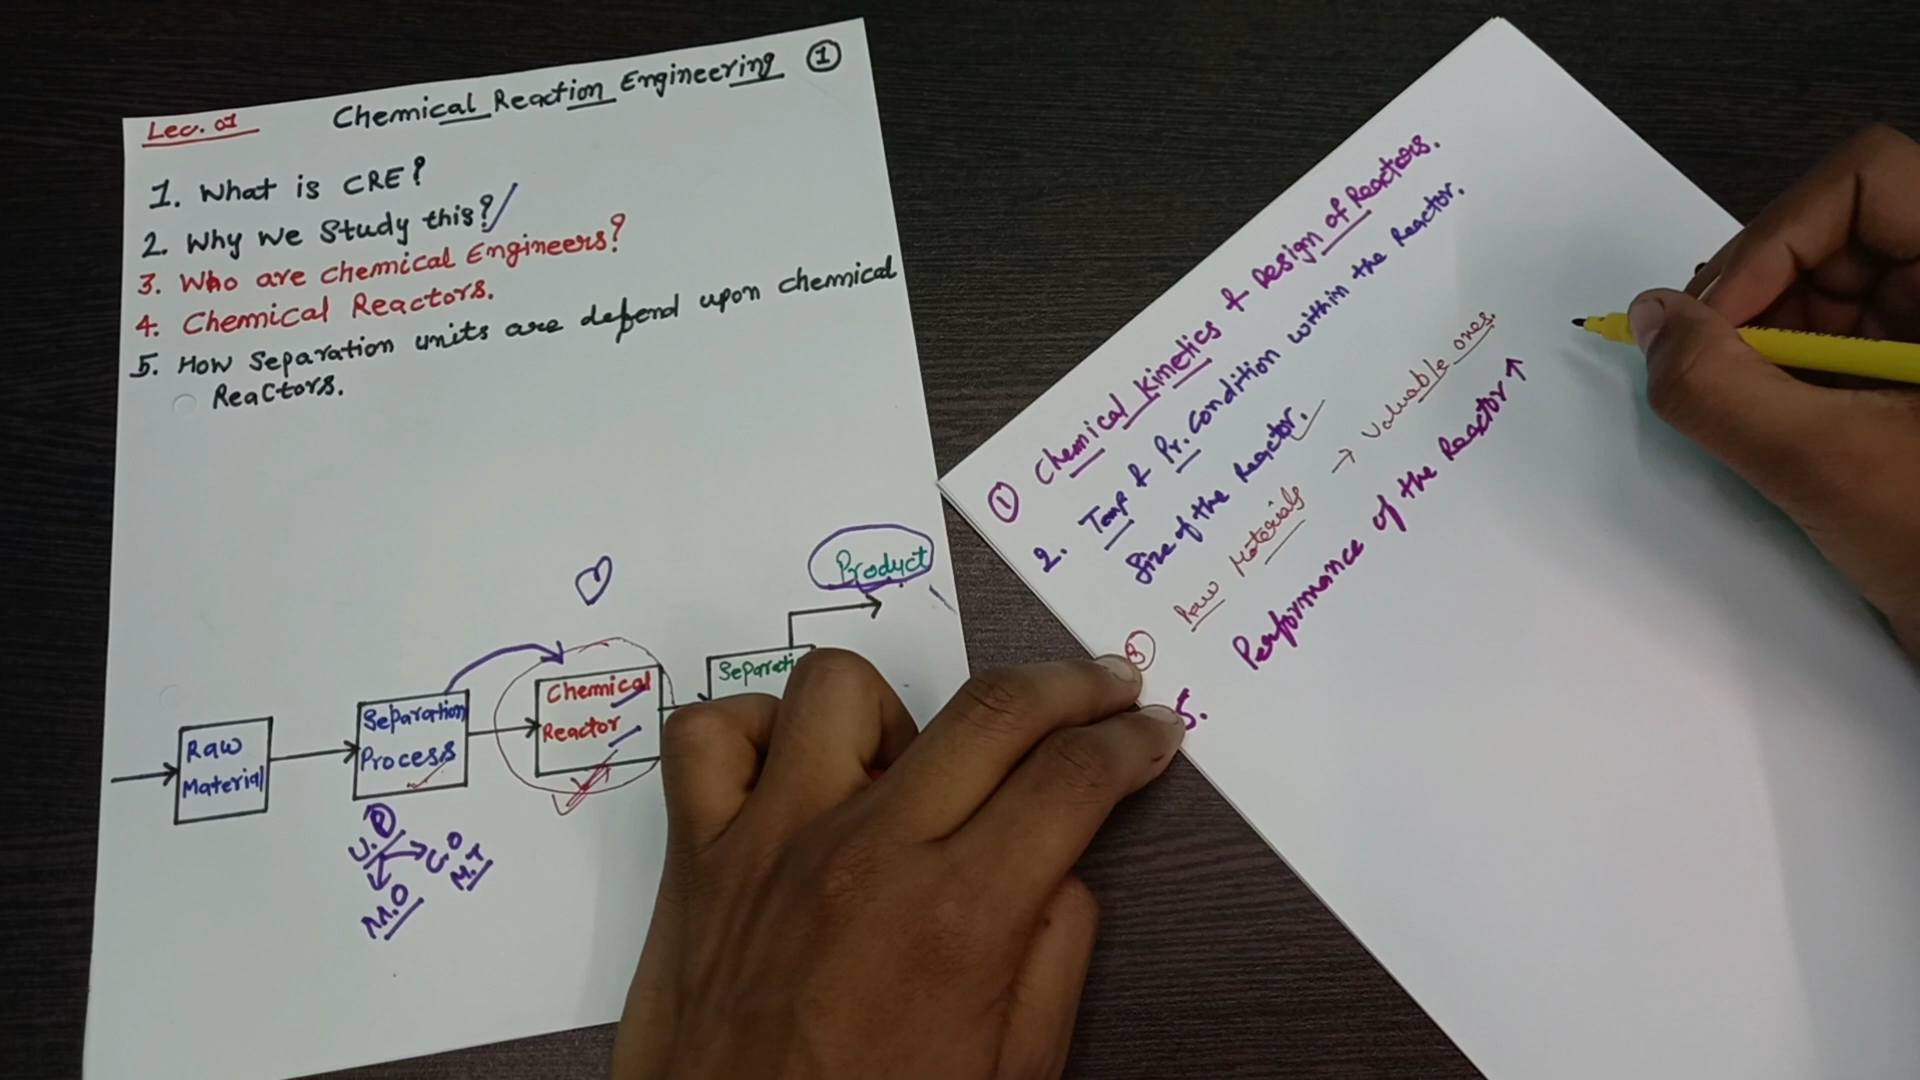 Lec. 01
Chemical Reaction Engineering 1
1. What is CRE?
2. Why We Study this?
3. Who are chemical Engineers?
4. Chemical Reactors.
5. How Separation units are defend upon chemical
Reactors.
Raw
Material
Separation
Process
Chemical
Reactor
Separati
Product
U.P
U.O
M.T
M.O
1 Chemical Kinetics & Design of Reactors.
2. Temp & Pr. Condition within the Reactor.
Size of the Reactor.
3 Raw Materials → Valuable ones.
Performance of the Reactor ↑
5.